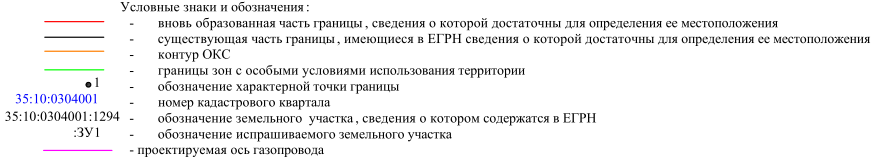 Условные знаки и обозначения:
- вновь образованная часть границы, сведения о которой достаточны для определения ее местоположения
- существующая часть границы, имеющиеся в ЕГРН сведения о которой достаточны для определения ее местоположения
- контур ОКС
- границы зон с особыми условиями использования территории
1 - обозначение характерной точки границы
35:10:0304001 - номер кадастрового квартала
35:10:0304001:1294 - обозначение земельного участка, сведения о котором содержатся в ЕГРН
:ЗУ1 - обозначение испрашиваемого земельного участка
- проектируемая ось газопровода